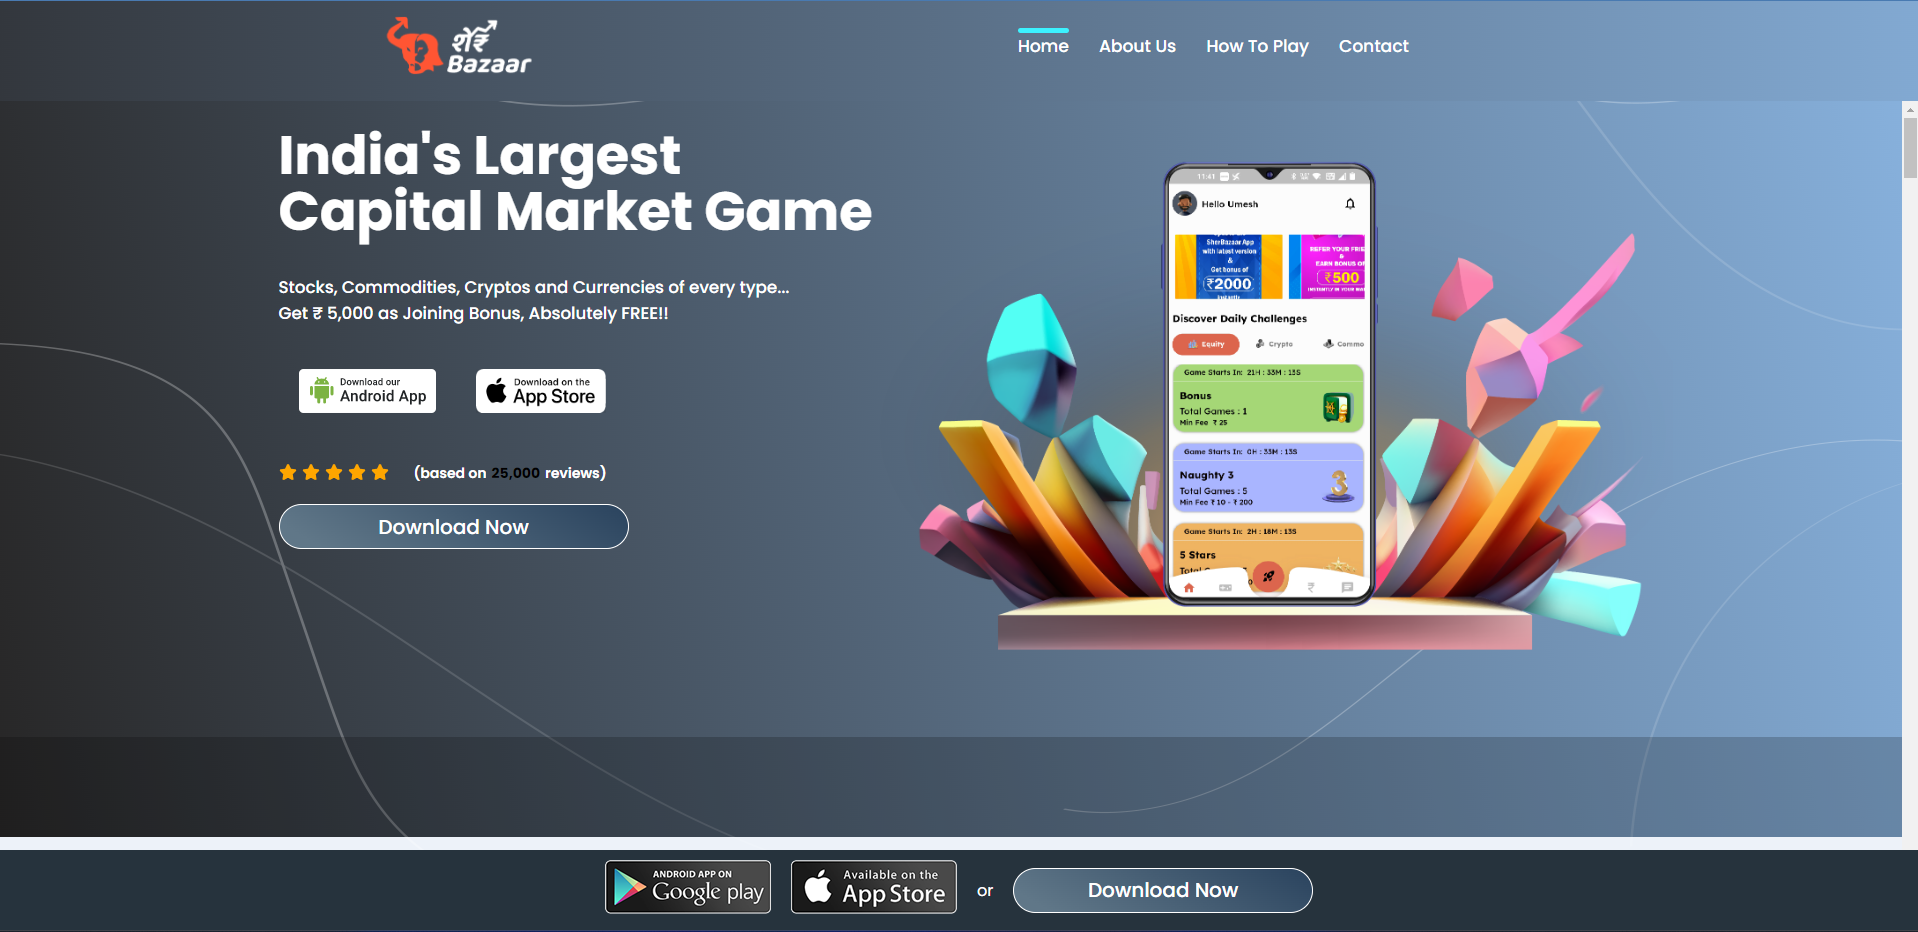 शेर
Bazaar
Home
About Us
How To Play
Contact
India's Largest
Capital Market Game
Stocks, Commodities, Cryptos and Currencies of every type...
Get ₹ 5,000 as Joining Bonus, Absolutely FREE!!
Download our
Android App
Download on the
App Store
(based on 25,000 reviews)
Download Now
11:41
Hello Umesh
SherBazaar App
with latest version
&
Get bonus of
₹2000
Instantly
REFER YOUR FRIE
&
EARN BONUS OF
₹500
INSTANTLY IN YOUR WA
Discover Daily Challenges
Equity
Crypto
Commo
Game Starts In: 21H : 33M : 13S
Bonus
Total Games : 1
Min Fee ₹ 25
Game Starts In: 0H : 33M : 13S
Naughty 3
3
Total Games : 5
Min Fee ₹ 10 - ₹ 200
Game Starts In: 2H : 18M : 13S
5 Stars
Total G
ANDROID APP ON
Google play
Available on the
App Store
or
Download Now